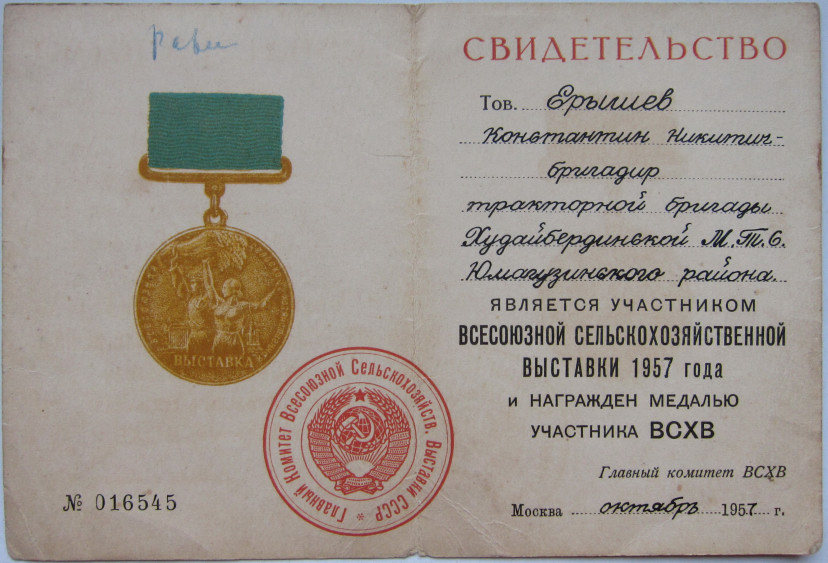 ВЫСТАВКА
Главный Комитет Всесоюзной Сельскохозяйств. Выставки СССР
№ 016545
СВИДЕТЕЛЬСТВО
Тов. Ерышев
Константин Никитич-
бригадир
тракторной бригады
Худайбердинской М.Т.С.
Юмагузинского района.
ЯВЛЯЕТСЯ УЧАСТНИКОМ
ВСЕСОЮЗНОЙ СЕЛЬСКОХОЗЯЙСТВЕННОЙ
ВЫСТАВКИ 1957 года
И НАГРАЖДЕН МЕДАЛЬЮ
УЧАСТНИКА ВСХВ
Главный комитет ВСХВ
Москва октябрь 1957 г.